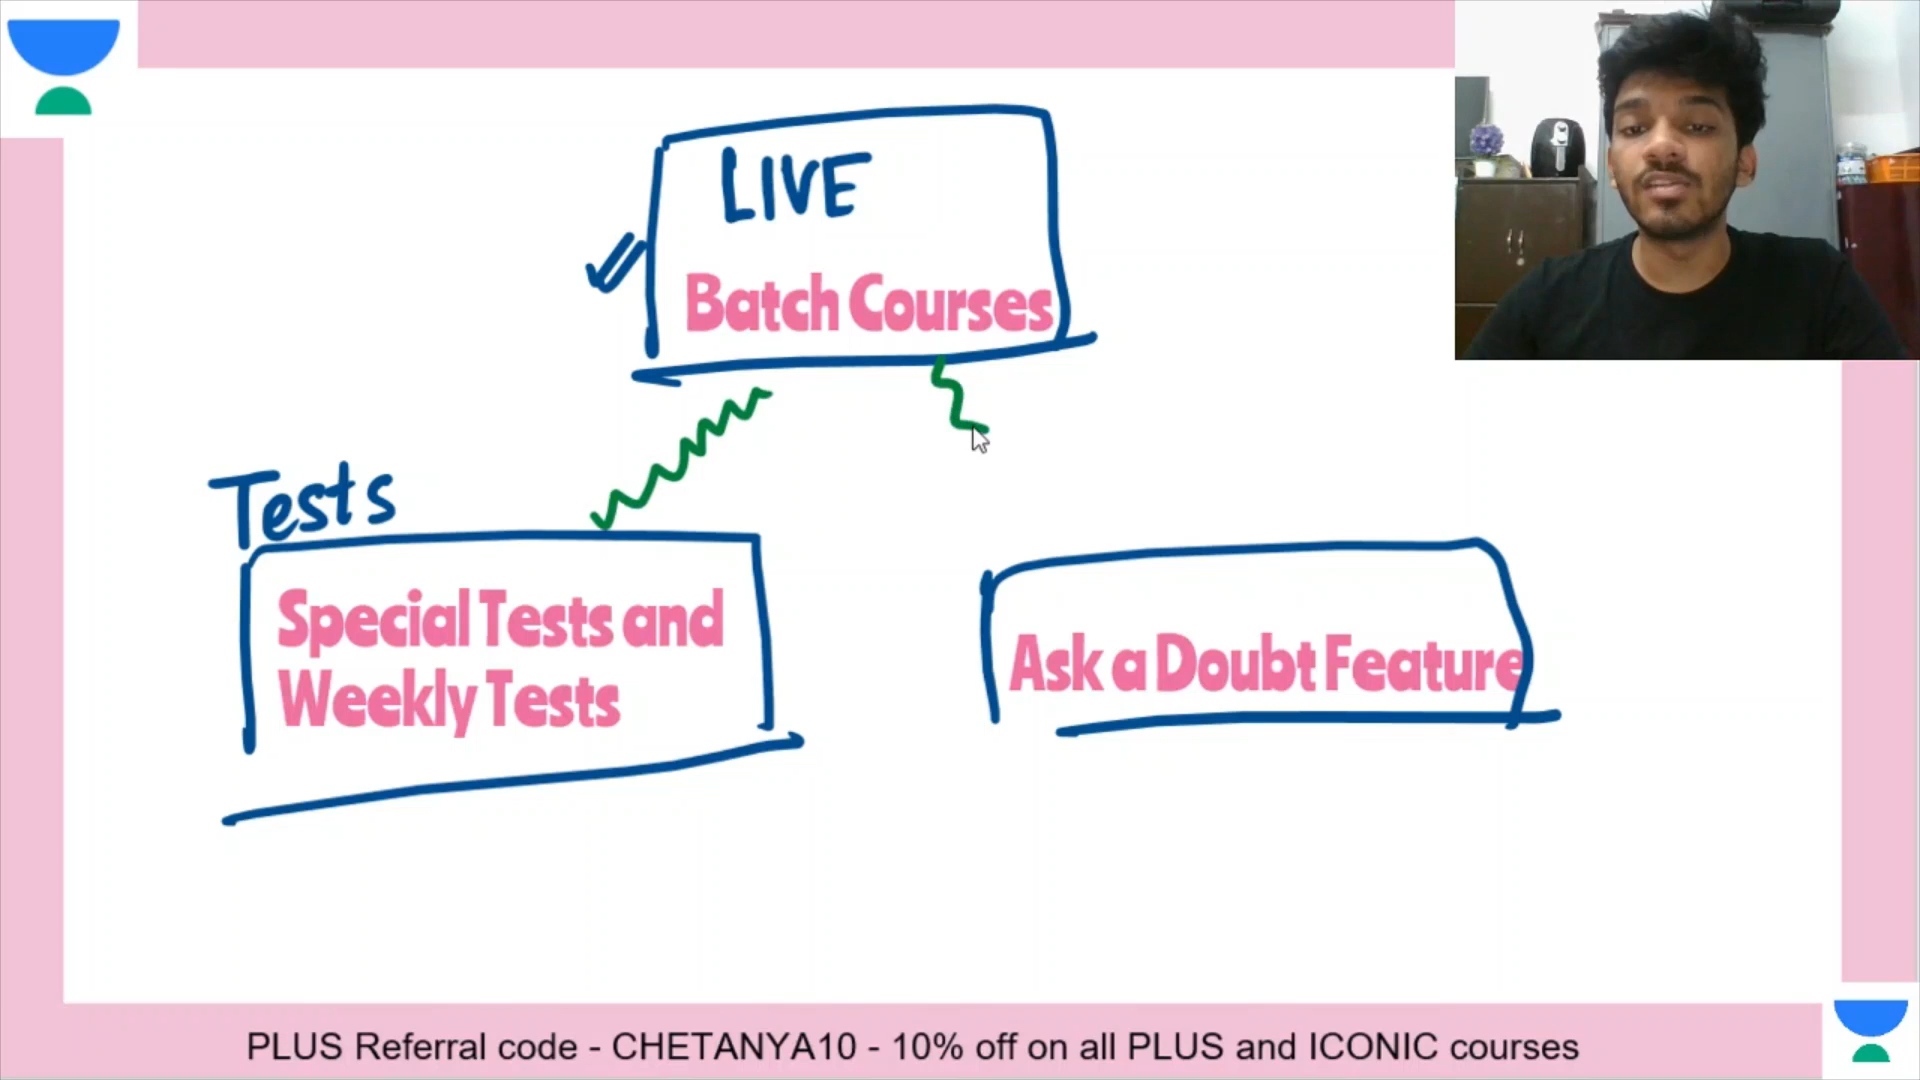 LIVE
Batch Courses
Tests
Special Tests and
Weekly Tests
Ask a Doubt Feature
PLUS Referral code - CHETANYA10 - 10% off on all PLUS and ICONIC courses